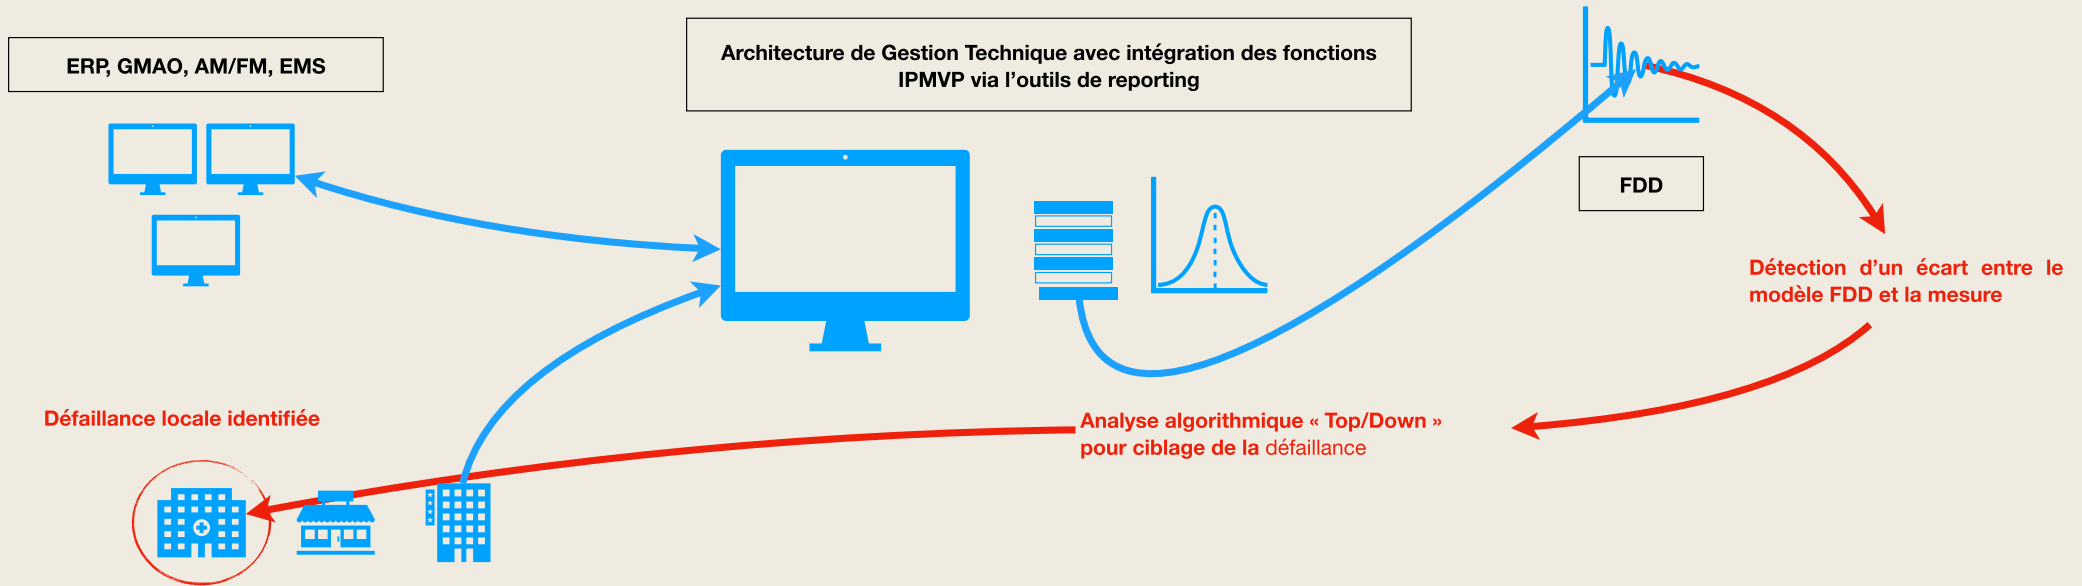 ERP, GMAO, AM/FM, EMS
Architecture de Gestion Technique avec intégration des fonctions
IPMVP via l’outils de reporting
FDD
Détection d’un écart entre le
modèle FDD et la mesure
Analyse algorithmique « Top/Down »
pour ciblage de la défaillance
Défaillance locale identifiée